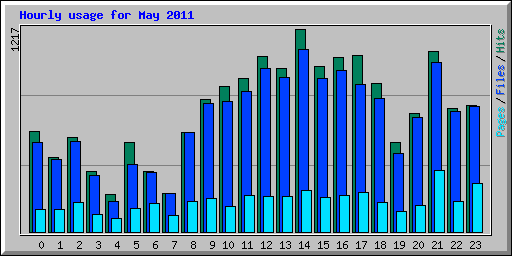 Hourly usage for May 2011
1217
Pages/Files/Hits
0 1 2 3 4 5 6 7 8 9 10 11 12 13 14 15 16 17 18 19 20 21 22 23